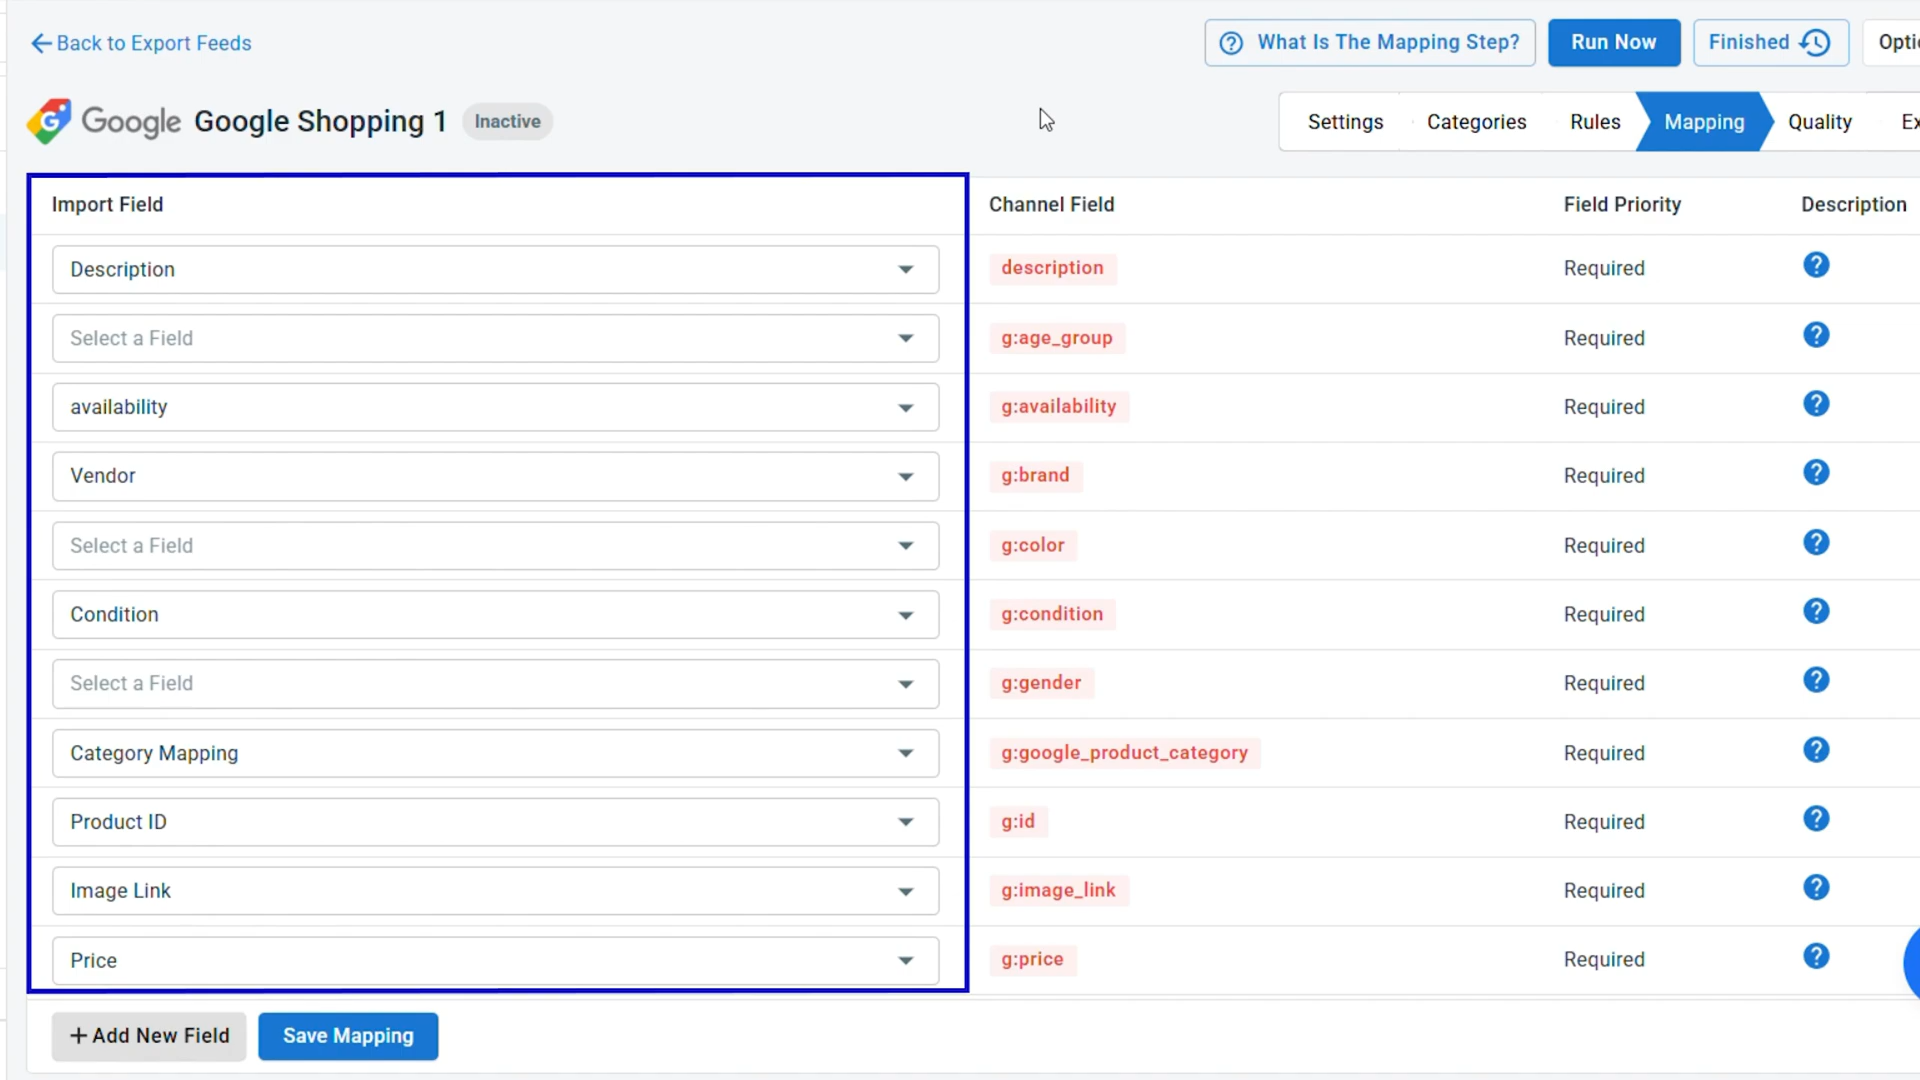 Back to Export Feeds
What Is The Mapping Step?
Run Now
Finished
Google
Google Shopping 1
Inactive
Settings
Categories
Rules
Mapping
Quality
Import Field
Channel Field
Field Priority
Description
Description
description
Required
Select a Field
g:age_group
Required
availability
g:availability
Required
Vendor
g:brand
Required
Select a Field
g:color
Required
Condition
g:condition
Required
Select a Field
g:gender
Required
Category Mapping
g:google_product_category
Required
Product ID
g:id
Required
Image Link
g:image_link
Required
Price
g:price
Required
+ Add New Field
Save Mapping